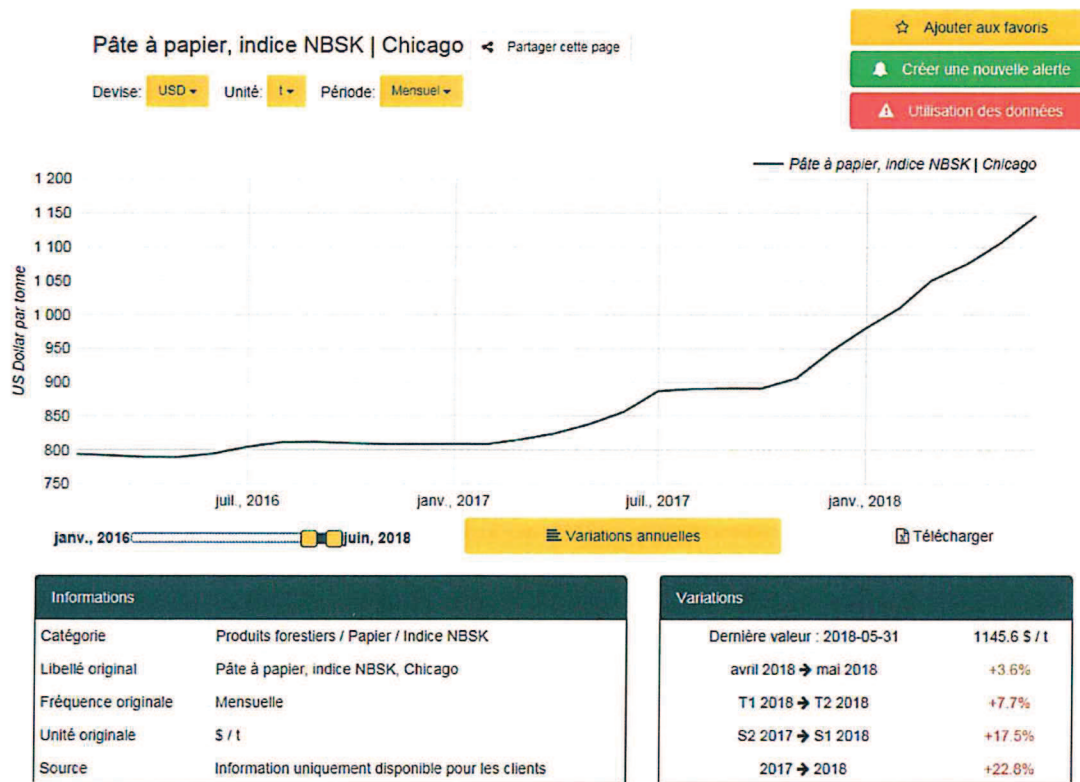 Pâte à papier, indice NBSK | Chicago Partager cette page
Ajouter aux favoris
Créer une nouvelle alerte
Utilisation des données
Devise: USD Unité: t Période: Mensuel
Pâte à papier, indice NBSK | Chicago
US Dollar par tonne
1 200
1 150
1 100
1 050
1 000
950
900
850
800
750
juil., 2016 janv., 2017 juil., 2017 janv., 2018
janv., 2016 juin, 2018 Variations annuelles Télécharger
Informations
Catégorie Produits forestiers / Papier / Indice NBSK
Libellé original Pâte à papier, indice NBSK, Chicago
Fréquence originale Mensuelle
Unité originale $ / t
Source Information uniquement disponible pour les clients
Variations
Dernière valeur : 2018-05-31 1145.6 $ / t
avril 2018 ➔ mai 2018 +3.6%
T1 2018 ➔ T2 2018 +7.7%
S2 2017 ➔ S1 2018 +17.5%
2017 ➔ 2018 +22.8%